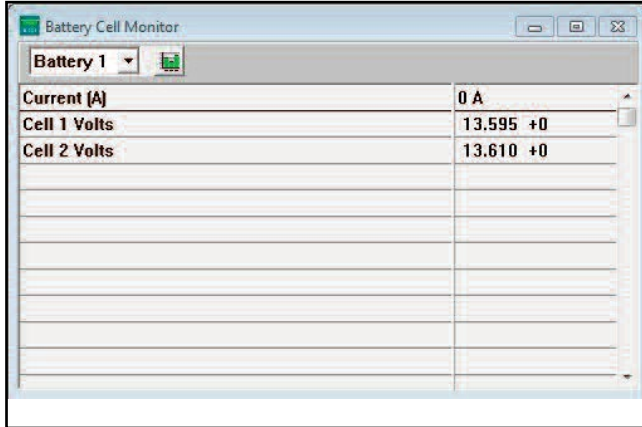 Battery Cell Monitor
Battery 1
Current (A) 0 A
Cell 1 Volts 13.595 +0
Cell 2 Volts 13.610 +0